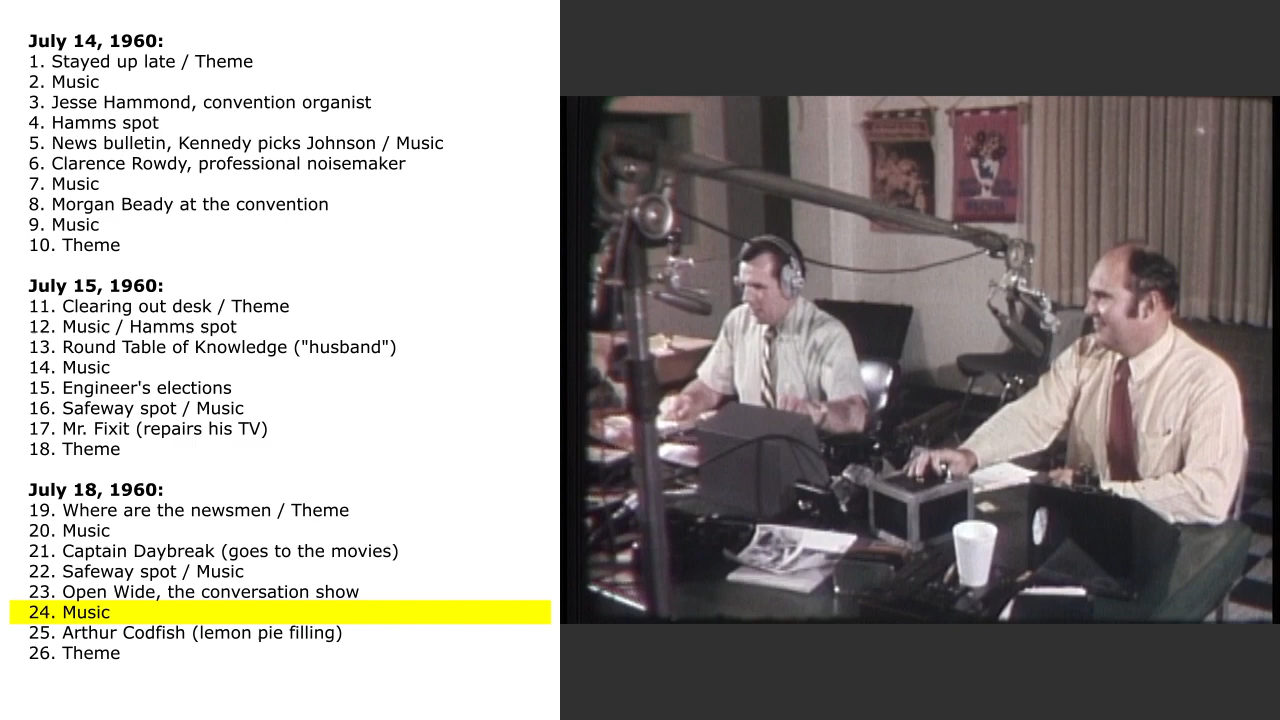 July 14, 1960:
1. Stayed up late / Theme
2. Music
3. Jesse Hammond, convention organist
4. Hamms spot
5. News bulletin, Kennedy picks Johnson / Music
6. Clarence Rowdy, professional noisemaker
7. Music
8. Morgan Beady at the convention
9. Music
10. Theme
July 15, 1960:
11. Clearing out desk / Theme
12. Music / Hamms spot
13. Round Table of Knowledge ("husband")
14. Music
15. Engineer's elections
16. Safeway spot / Music
17. Mr. Fixit (repairs his TV)
18. Theme
July 18, 1960:
19. Where are the newsmen / Theme
20. Music
21. Captain Daybreak (goes to the movies)
22. Safeway spot / Music
23. Open Wide, the conversation show
24. Music
25. Arthur Codfish (lemon pie filling)
26. Theme